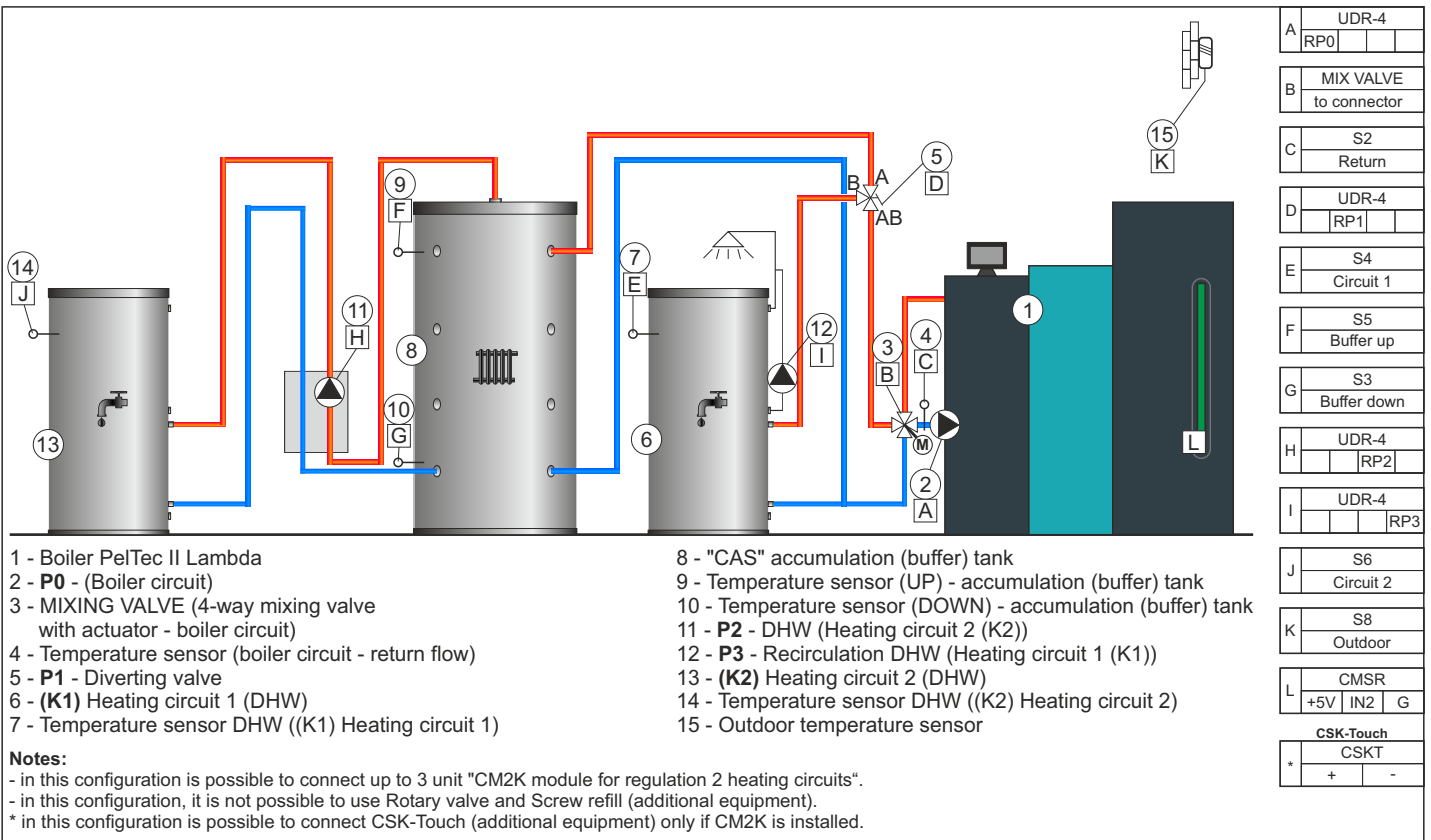 15
K
5
D
B
A
AB
9
F
7
E
14
J
11
H
12
I
8
3
B
4
C
1
10
G
13
6
M
2
A
L
1 - Boiler PelTec II Lambda
2 - P0 - (Boiler circuit)
3 - MIXING VALVE (4-way mixing valve
with actuator - boiler circuit)
4 - Temperature sensor (boiler circuit - return flow)
5 - P1 - Diverting valve
6 - (K1) Heating circuit 1 (DHW)
7 - Temperature sensor DHW ((K1) Heating circuit 1)
8 - "CAS" accumulation (buffer) tank
9 - Temperature sensor (UP) - accumulation (buffer) tank
10 - Temperature sensor (DOWN) - accumulation (buffer) tank
11 - P2 - DHW (Heating circuit 2 (K2))
12 - P3 - Recirculation DHW (Heating circuit 1 (K1))
13 - (K2) Heating circuit 2 (DHW)
14 - Temperature sensor DHW ((K2) Heating circuit 2)
15 - Outdoor temperature sensor
Notes:
- in this configuration is possible to connect up to 3 unit "CM2K module for regulation 2 heating circuits“.
- in this configuration, it is not possible to use Rotary valve and Screw refill (additional equipment).
* in this configuration is possible to connect CSK-Touch (additional equipment) only if CM2K is installed.
A
UDR-4
RP0
B
MIX VALVE
to connector
C
S2
Return
D
UDR-4
RP1
E
S4
Circuit 1
F
S5
Buffer up
G
S3
Buffer down
H
UDR-4
RP2
I
UDR-4
RP3
J
S6
Circuit 2
K
S8
Outdoor
L
CMSR
+5V IN2 G
CSK-Touch
*
CSKT
+ -